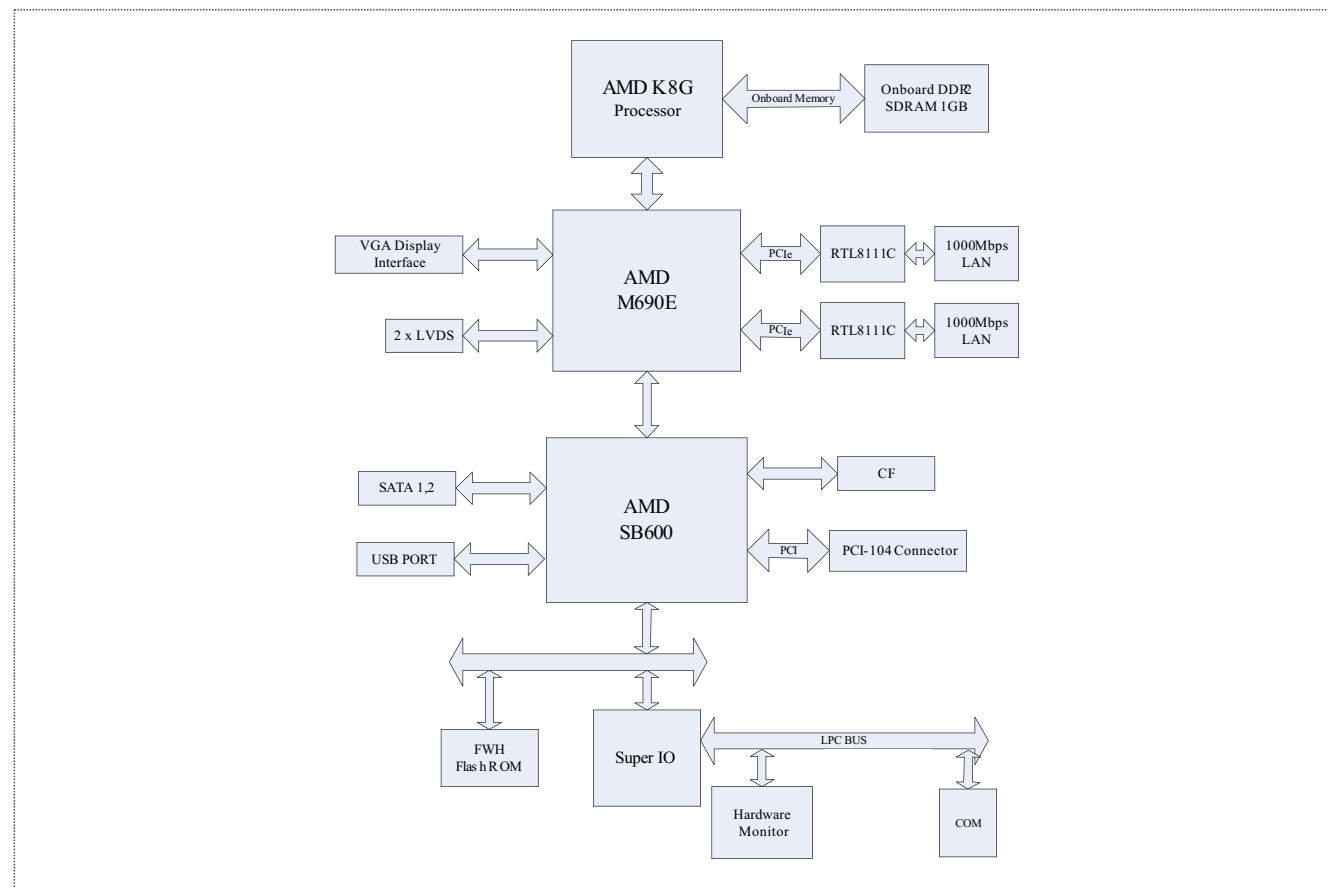 AMD K8G
Processor
Onboard Memory
Onboard DDR2
SDRAM 1GB
VGA Display
Interface
AMD
M690E
PCIe
RTL8111C
1000Mbps
LAN
2 x LVDS
PCIe
RTL8111C
1000Mbps
LAN
SATA 1,2
AMD
SB600
CF
USB PORT
PCI
PCI-104 Connector
FWH
Flash ROM
Super IO
LPC BUS
Hardware
Monitor
COM